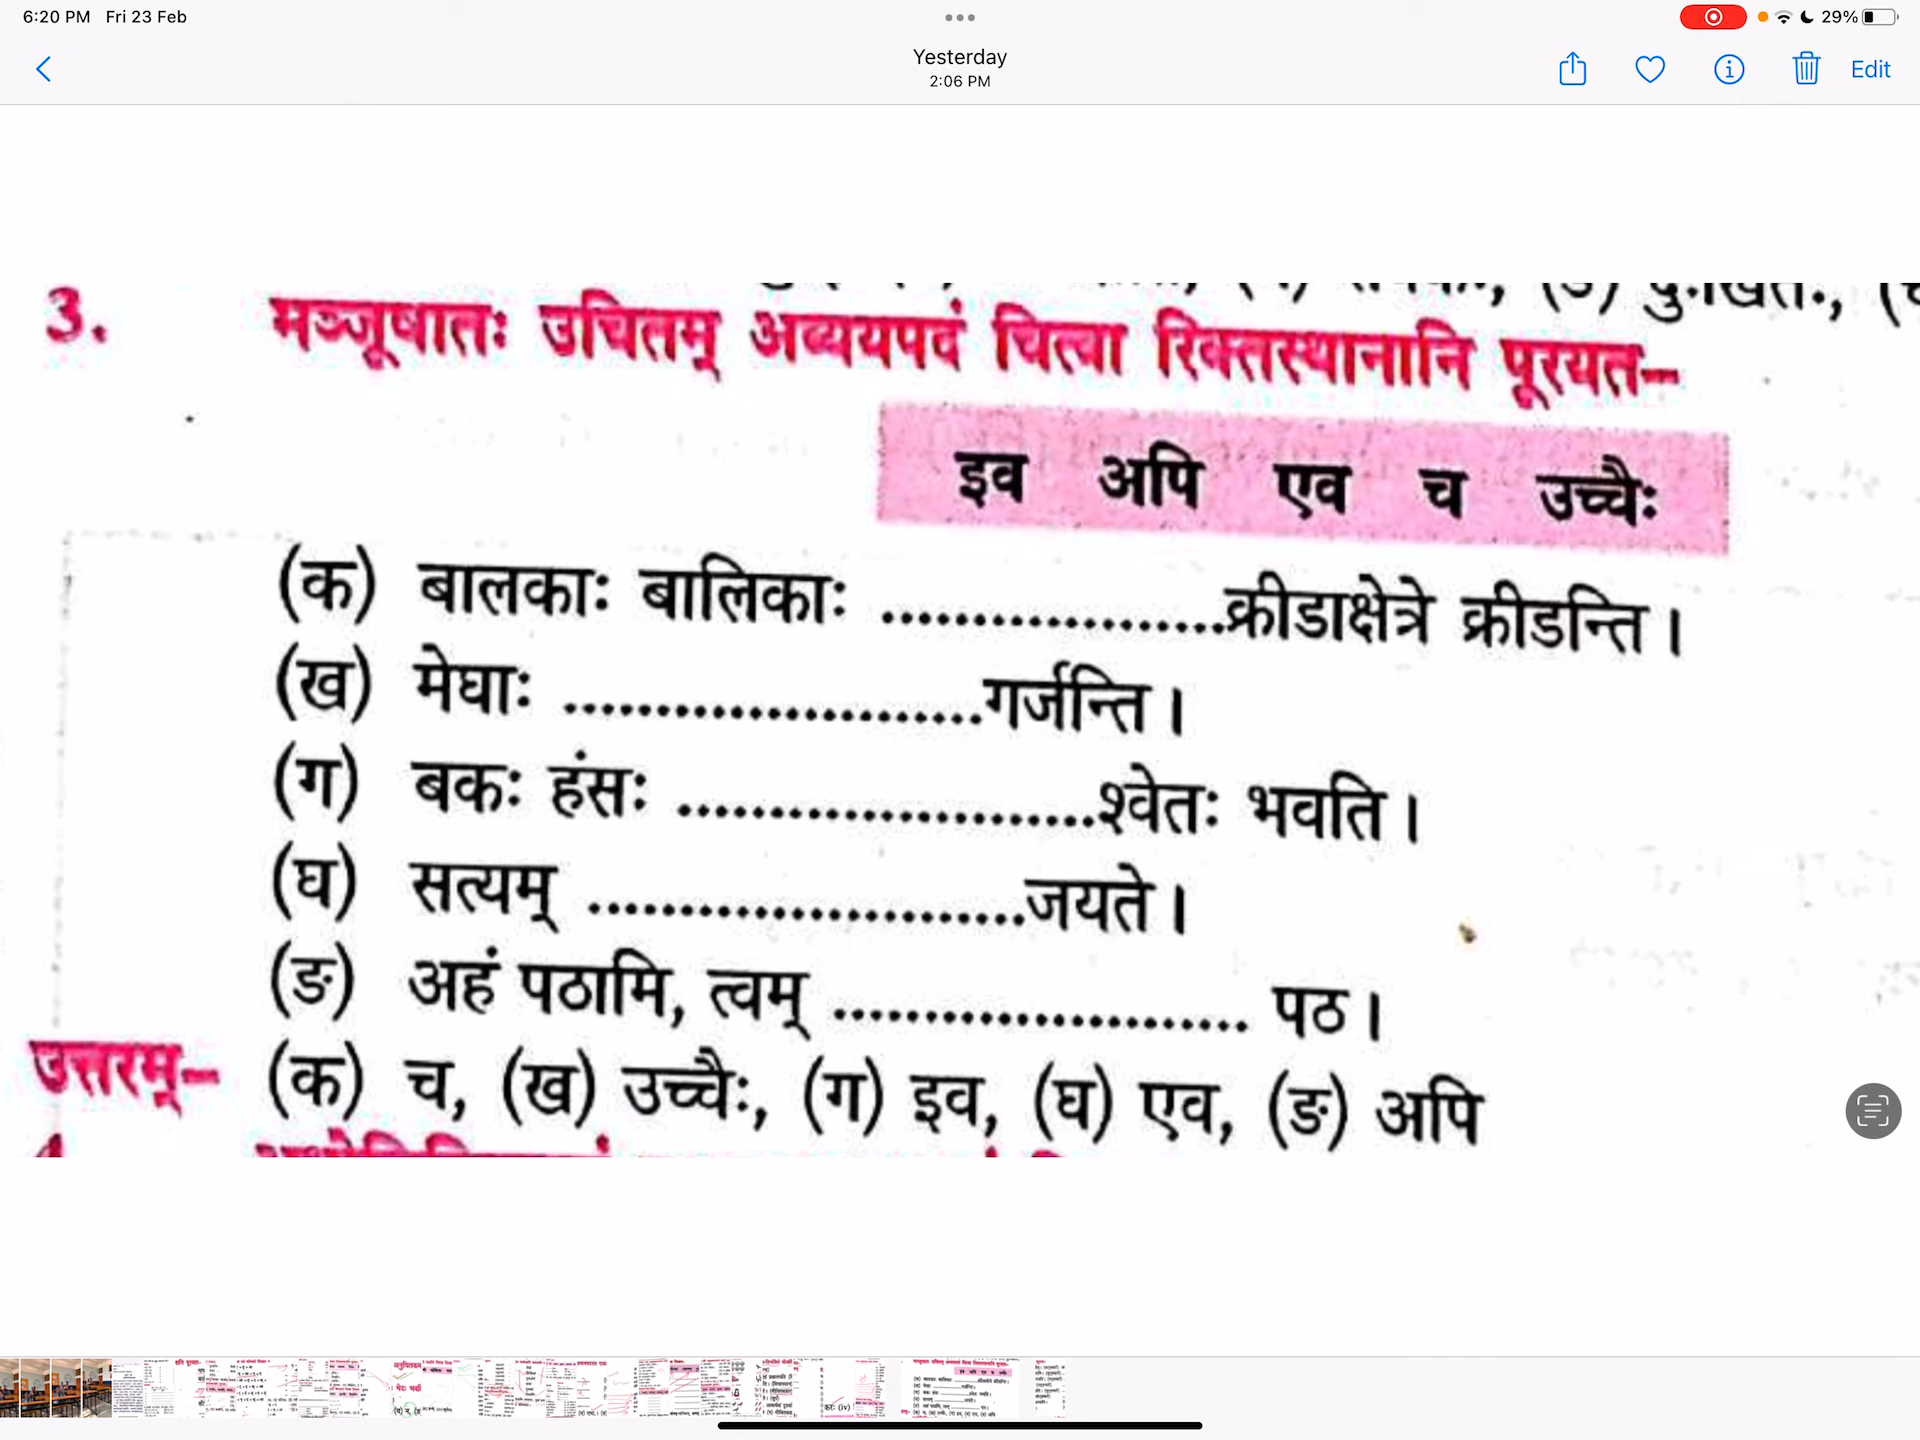 6:20 PM Fri 23 Feb
29%
Yesterday
2:06 PM
Edit
दुःखितः,
3. मञ्जूषातः उचितम् अव्ययपदं चित्वा रिक्तस्थानानि पूरयत–
इव अपि एव च उच्चैः
(क) बालकाः बालिकाः ...................क्रीडाक्षेत्रे क्रीडन्ति।
(ख) मेघाः .......................गर्जन्ति।
(ग) बकः हंसः .......................श्वेतः भवति।
(घ) सत्यम् ........................जयते।
(ङ) अहं पठामि, त्वम् ....................... पठ।
उत्तरम्– (क) च, (ख) उच्चैः, (ग) इव, (घ) एव, (ङ) अपि